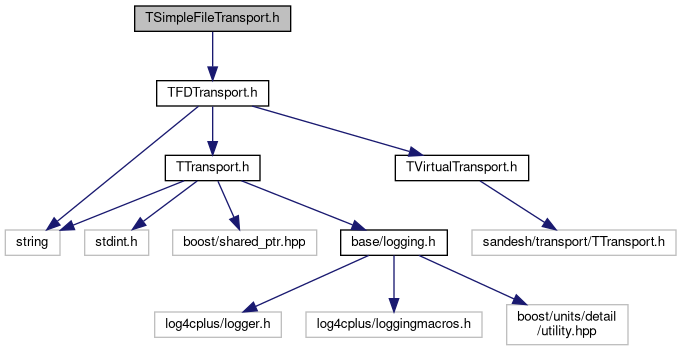 TSimpleFileTransport.h
TFDTransport.h
TTransport.h
TVirtualTransport.h
string
stdint.h
boost/shared_ptr.hpp
base/logging.h
sandesh/transport/TTransport.h
log4cplus/logger.h
log4cplus/loggingmacros.h
boost/units/detail
/utility.hpp